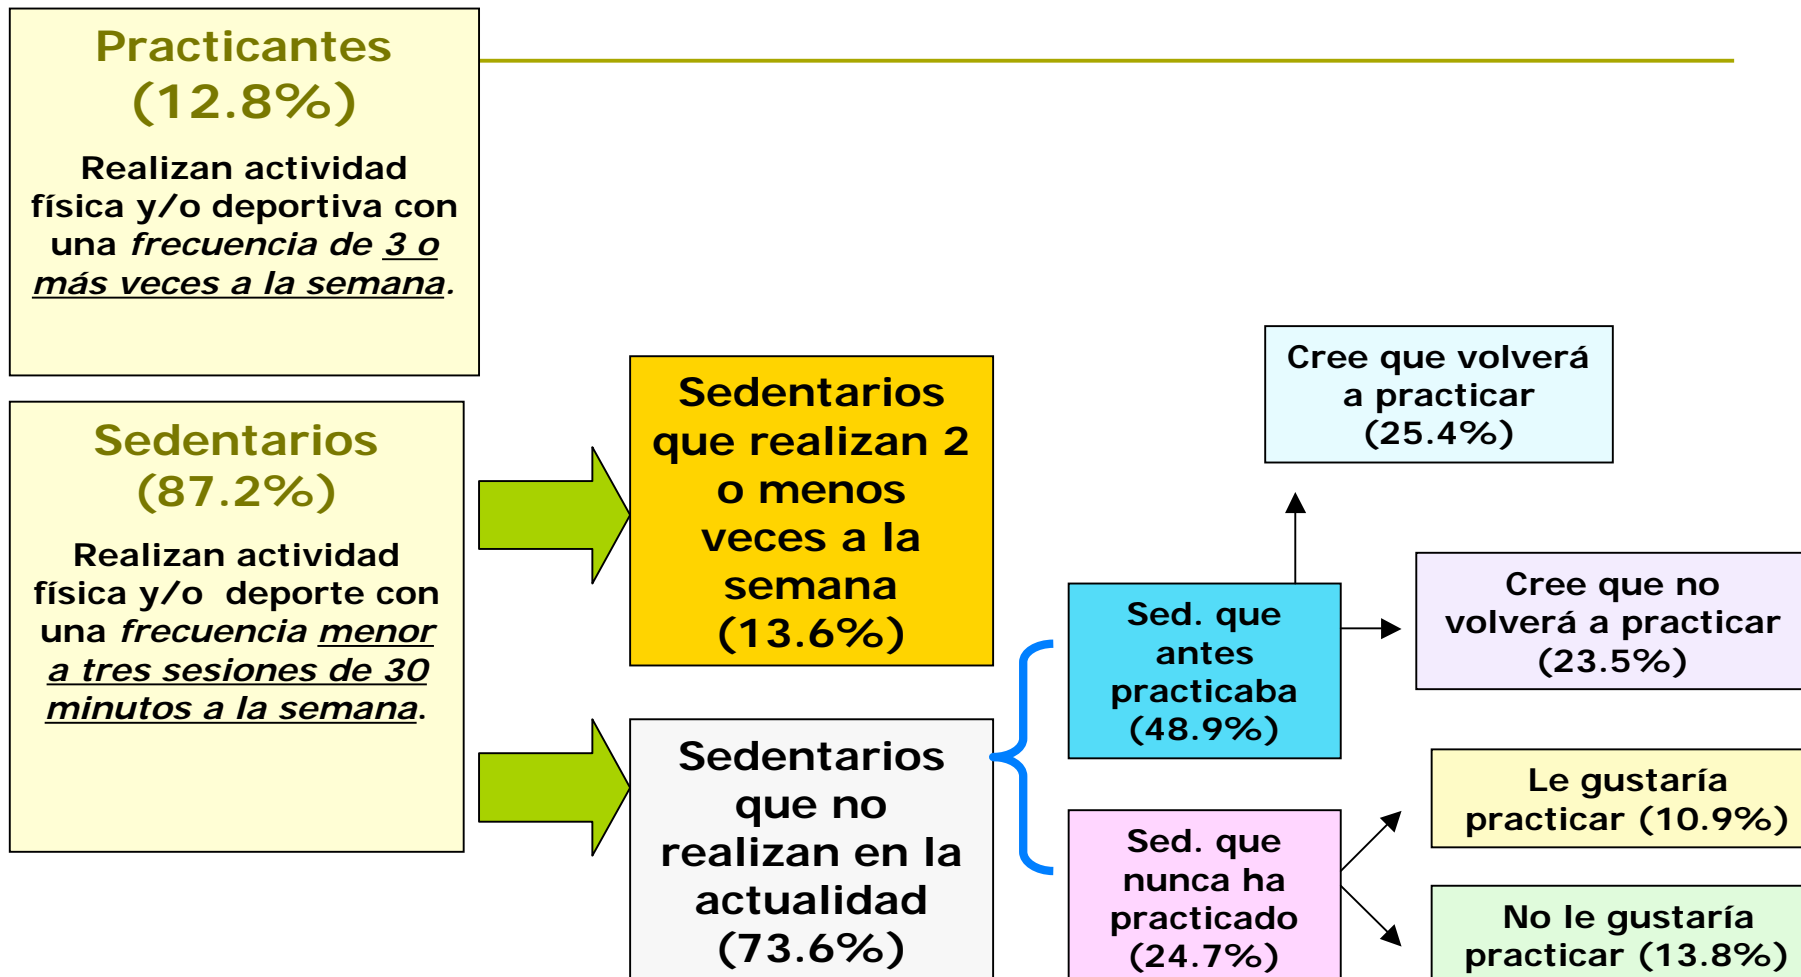 Practicantes
(12.8%)
Realizan actividad
física y/o deportiva con
una frecuencia de 3 o
más veces a la semana.
Sedentarios
(87.2%)
Realizan actividad
física y/o deporte con
una frecuencia menor
a tres sesiones de 30
minutos a la semana.
Sedentarios
que realizan 2
o menos
veces a la
semana
(13.6%)
Sedentarios
que no
realizan en la
actualidad
(73.6%)
Sed. que
antes
practicaba
(48.9%)
Cree que volverá
a practicar
(25.4%)
Cree que no
volverá a practicar
(23.5%)
Sed. que
nunca ha
practicado
(24.7%)
Le gustaría
practicar (10.9%)
No le gustaría
practicar (13.8%)